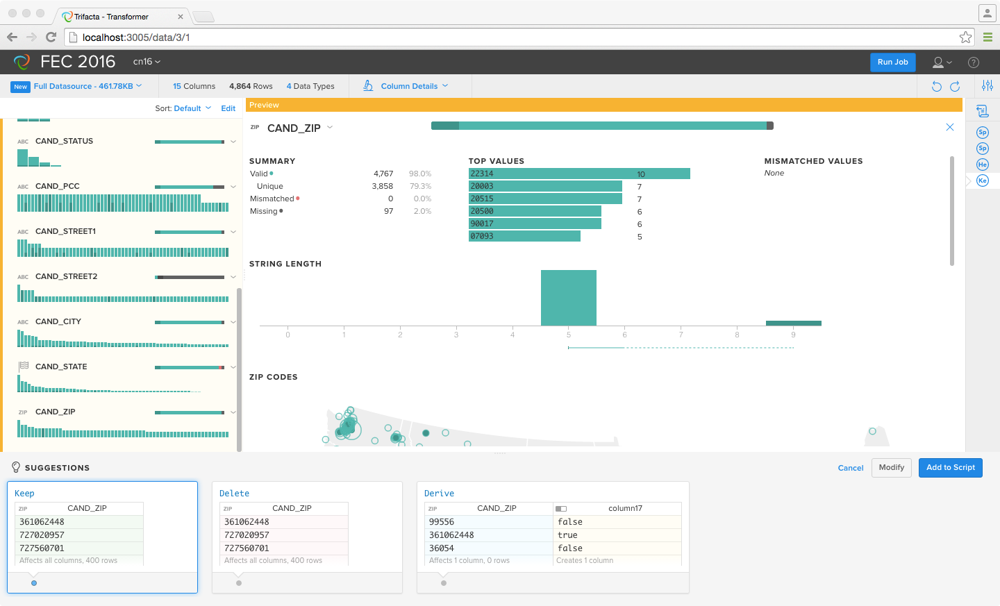 Trifacta - Transformer
localhost:3005/data/3/1
FEC 2016 cn16 Run Job ?
New Full Datasource - 461.78KB 15 Columns 4,864 Rows 4 Data Types Column Details
Sort: Default Edit
Preview
ABC CAND_STATUS
ABC CAND_PCC
ABC CAND_STREET1
ABC CAND_STREET2
ABC CAND_CITY
CAND_STATE
ZIP CAND_ZIP
ZIP CAND_ZIP
SUMMARY
Valid 4,767 98.0%
Unique 3,858 79.3%
Mismatched 0 0.0%
Missing 97 2.0%
TOP VALUES
22314 10
20003 7
20515 7
20500 6
90017 6
07093 5
MISMATCHED VALUES
None
STRING LENGTH
0 1 2 3 4 5 6 7 8 9
ZIP CODES
Sp
Sp
He
Ke
SUGGESTIONS
Cancel Modify Add to Script
Keep
ZIP CAND_ZIP
361062448
727020957
727560701
Affects all columns, 400 rows
Delete
ZIP CAND_ZIP
361062448
727020957
727560701
Affects all columns, 400 rows
Derive
ZIP CAND_ZIP column17
99556 false
361062448 true
36054 false
Affects 1 column, 0 rows Creates 1 column